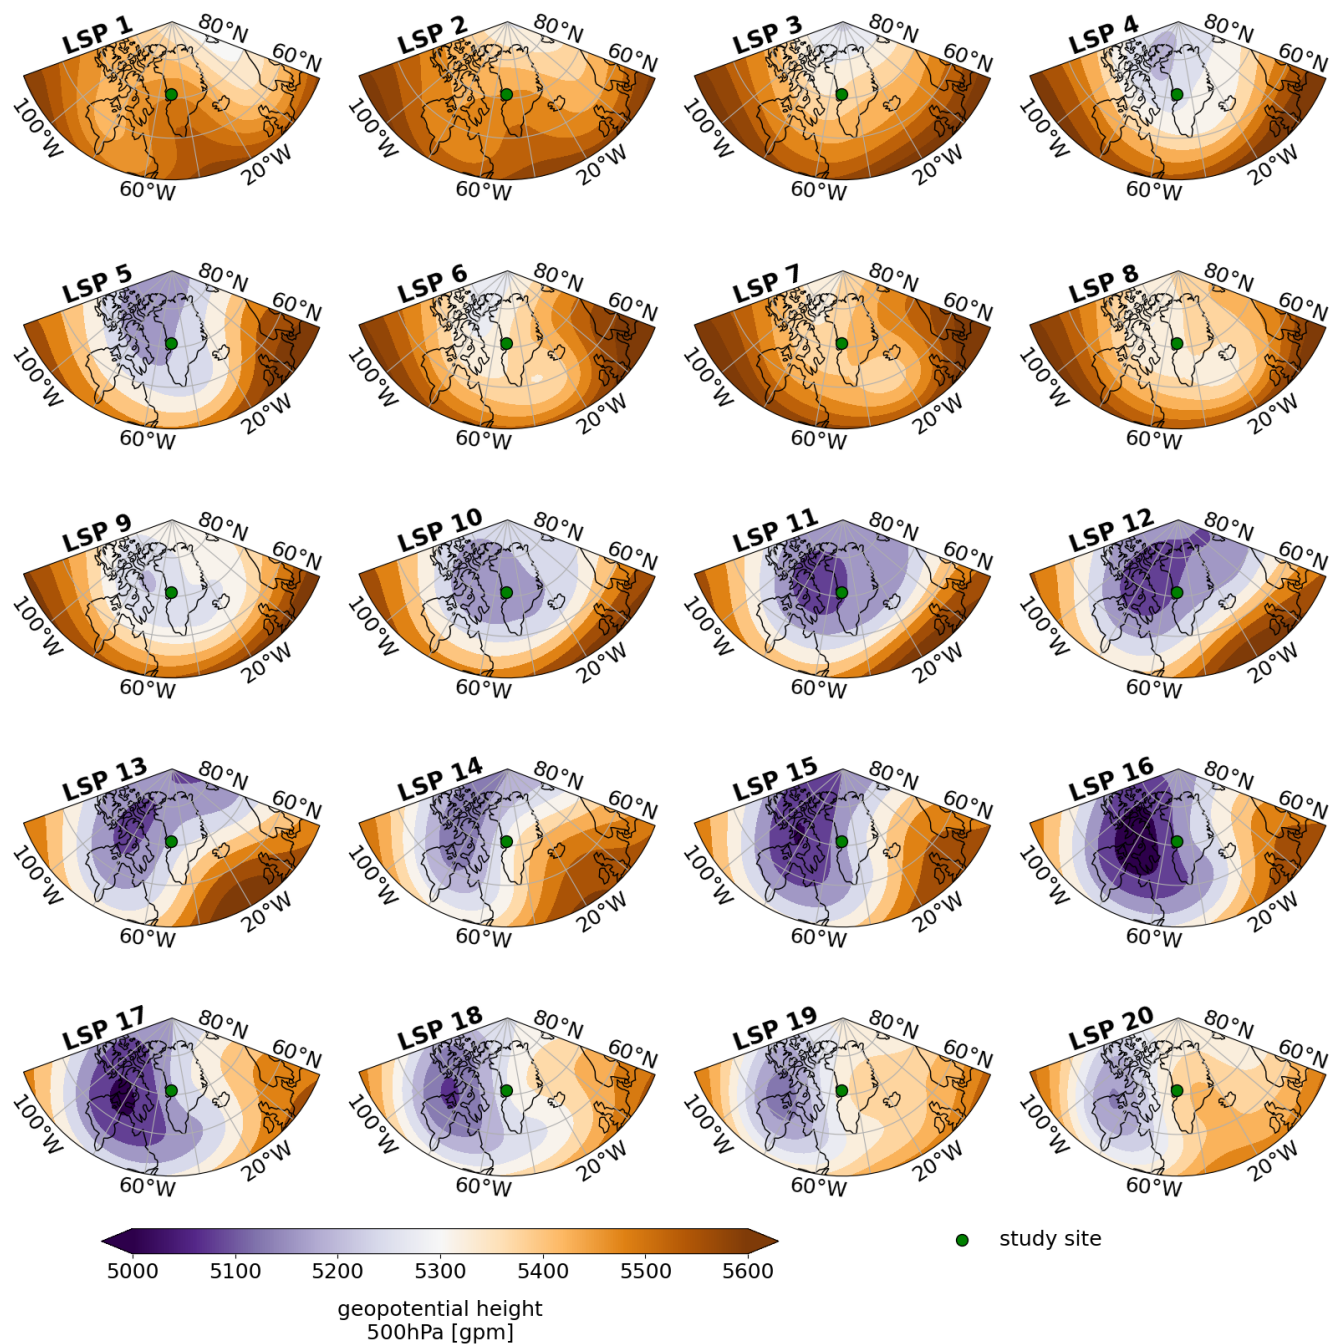 LSP 1
80°N
60°N
100°W
60°W
20°W
LSP 2
80°N
60°N
100°W
60°W
20°W
LSP 3
80°N
60°N
100°W
60°W
20°W
LSP 4
80°N
60°N
100°W
60°W
20°W
LSP 5
80°N
60°N
100°W
60°W
20°W
LSP 6
80°N
60°N
100°W
60°W
20°W
LSP 7
80°N
60°N
100°W
60°W
20°W
LSP 8
80°N
60°N
100°W
60°W
20°W
LSP 9
80°N
60°N
100°W
60°W
20°W
LSP 10
80°N
60°N
100°W
60°W
20°W
LSP 11
80°N
60°N
100°W
60°W
20°W
LSP 12
80°N
60°N
100°W
60°W
20°W
LSP 13
80°N
60°N
100°W
60°W
20°W
LSP 14
80°N
60°N
100°W
60°W
20°W
LSP 15
80°N
60°N
100°W
60°W
20°W
LSP 16
80°N
60°N
100°W
60°W
20°W
LSP 17
80°N
60°N
100°W
60°W
20°W
LSP 18
80°N
60°N
100°W
60°W
20°W
LSP 19
80°N
60°N
100°W
60°W
20°W
LSP 20
80°N
60°N
100°W
60°W
20°W
5000 5100 5200 5300 5400 5500 5600
geopotential height
500hPa [gpm]
study site